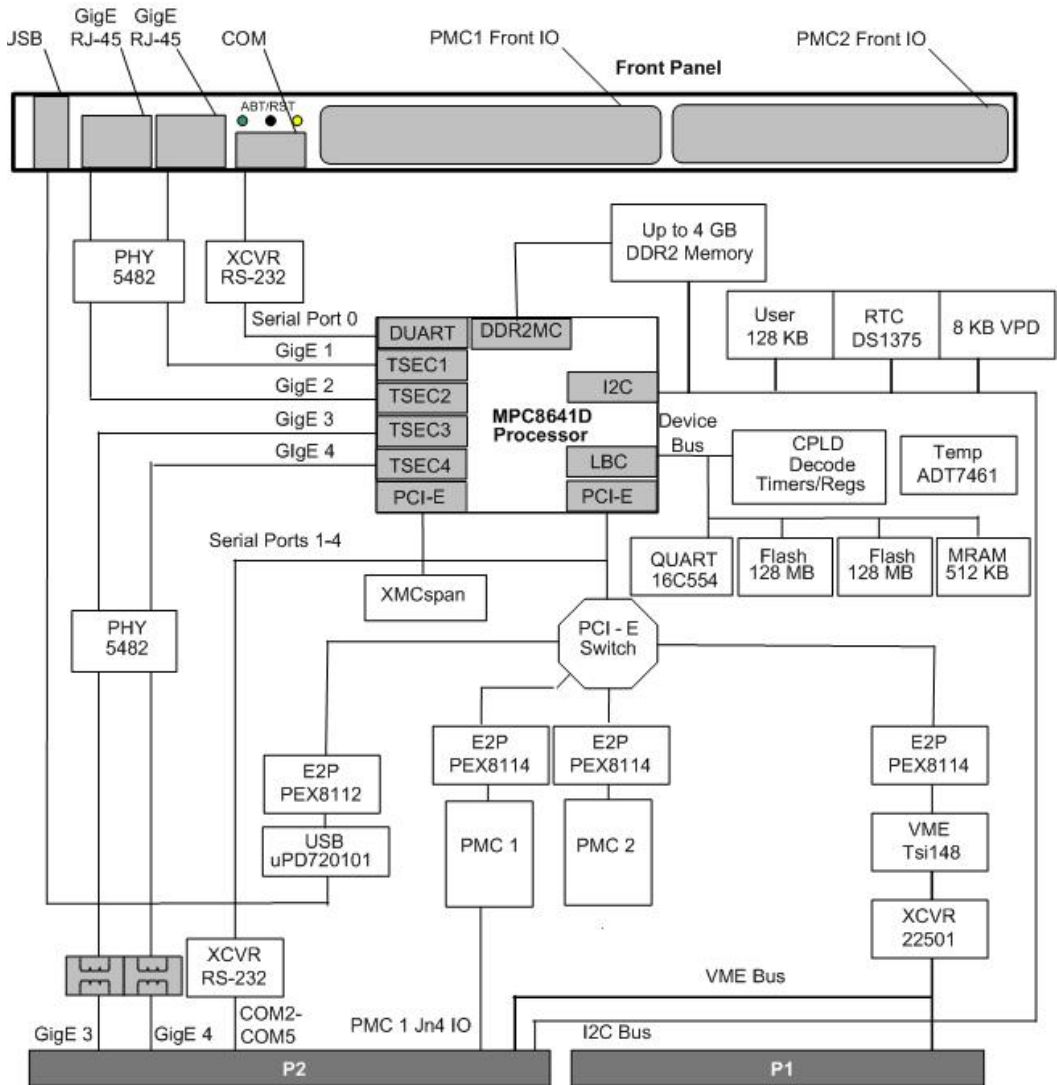 GigE GigE
USB RJ-45 RJ-45 COM PMC1 Front IO PMC2 Front IO
Front Panel
ABT/RST
Up to 4 GB
DDR2 Memory
PHY
5482
XCVR
RS-232
User
128 KB
RTC
DS1375
8 KB VPD
Serial Port 0
DUART
DDR2MC
GigE 1
TSEC1
GigE 2
TSEC2
I2C
GigE 3
TSEC3
MPC8641D
Processor
Device
Bus
GIgE 4
TSEC4
LBC
PCI-E
PCI-E
CPLD
Decode
Timers/Regs
Temp
ADT7461
Serial Ports 1-4
QUART
16C554
Flash
128 MB
Flash
128 MB
MRAM
512 KB
XMCspan
PHY
5482
PCI - E
Switch
E2P
PEX8112
E2P
PEX8114
E2P
PEX8114
E2P
PEX8114
USB
uPD720101
PMC 1
PMC 2
VME
Tsi148
XCVR
22501
XCVR
RS-232
VME Bus
GigE 3
GigE 4
COM2-
COM5
PMC 1 Jn4 IO
I2C Bus
P2
P1